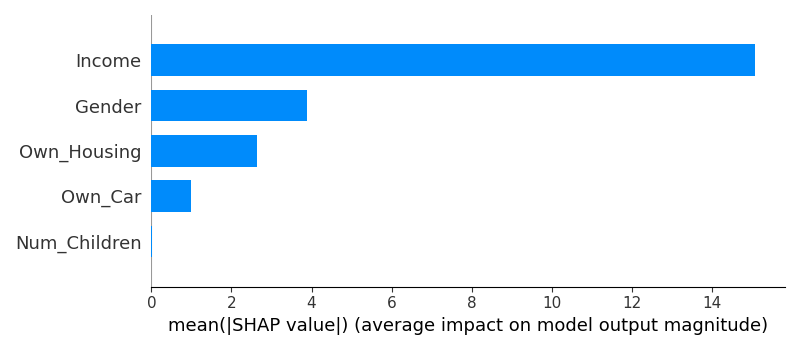 Income
Gender
Own_Housing
Own_Car
Num_Children
0 2 4 6 8 10 12 14
mean(|SHAP value|) (average impact on model output magnitude)